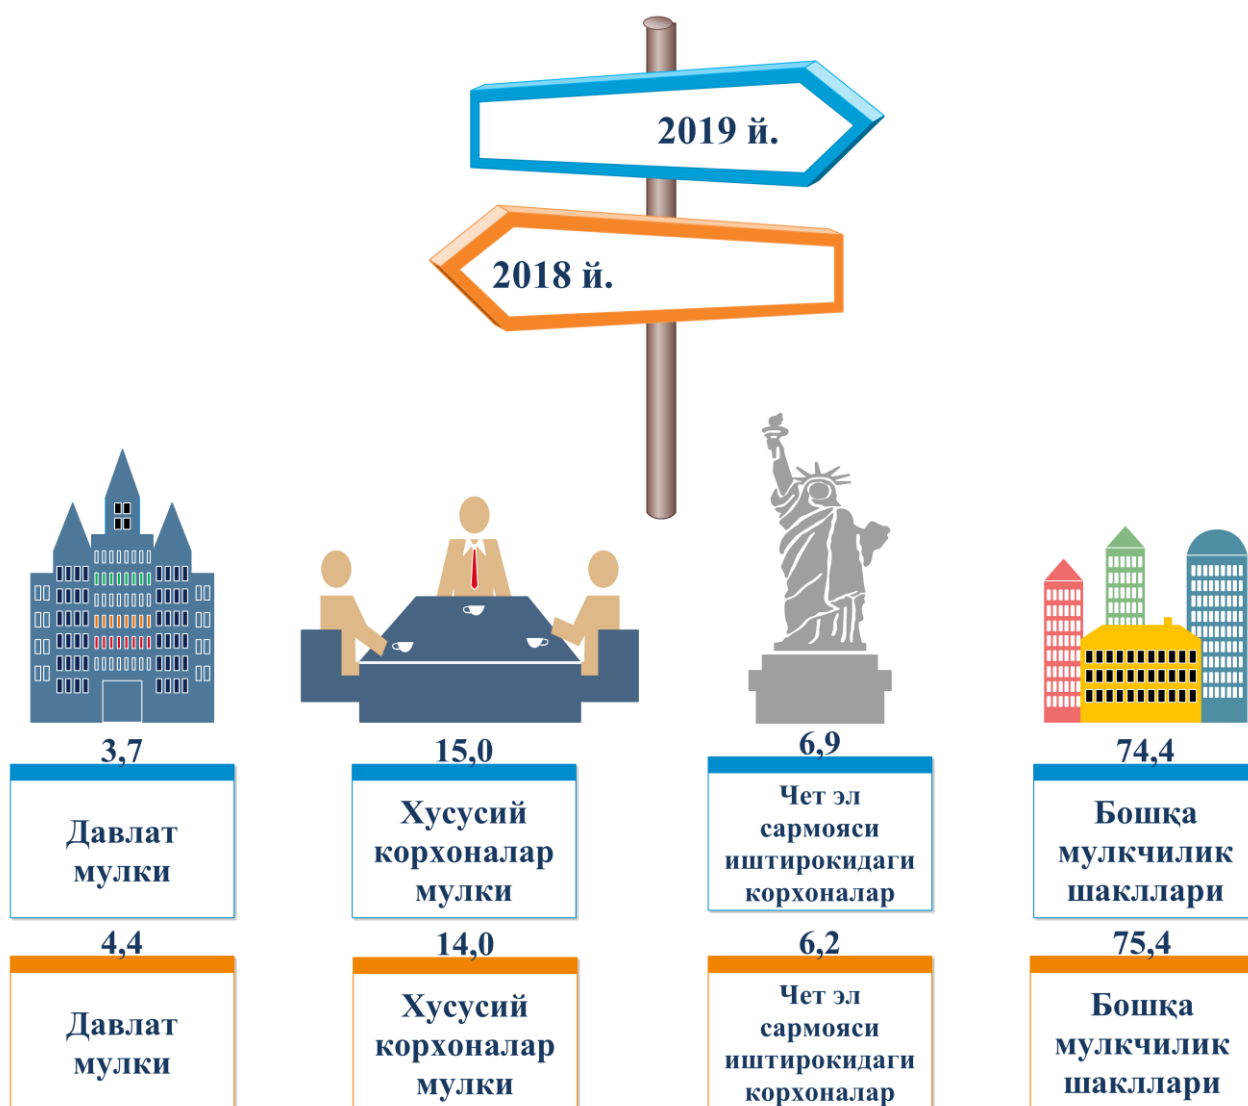 2019 й.
2018 й.
3,7
Давлат
мулки
15,0
Хусусий
корхоналар
мулки
6,9
Чет эл
сармояси
иштирокидаги
корхоналар
74,4
Бошқа
мулкчилик
шакллари
4,4
Давлат
мулки
14,0
Хусусий
корхоналар
мулки
6,2
Чет эл
сармояси
иштирокидаги
корхоналар
75,4
Бошқа
мулкчилик
шакллари